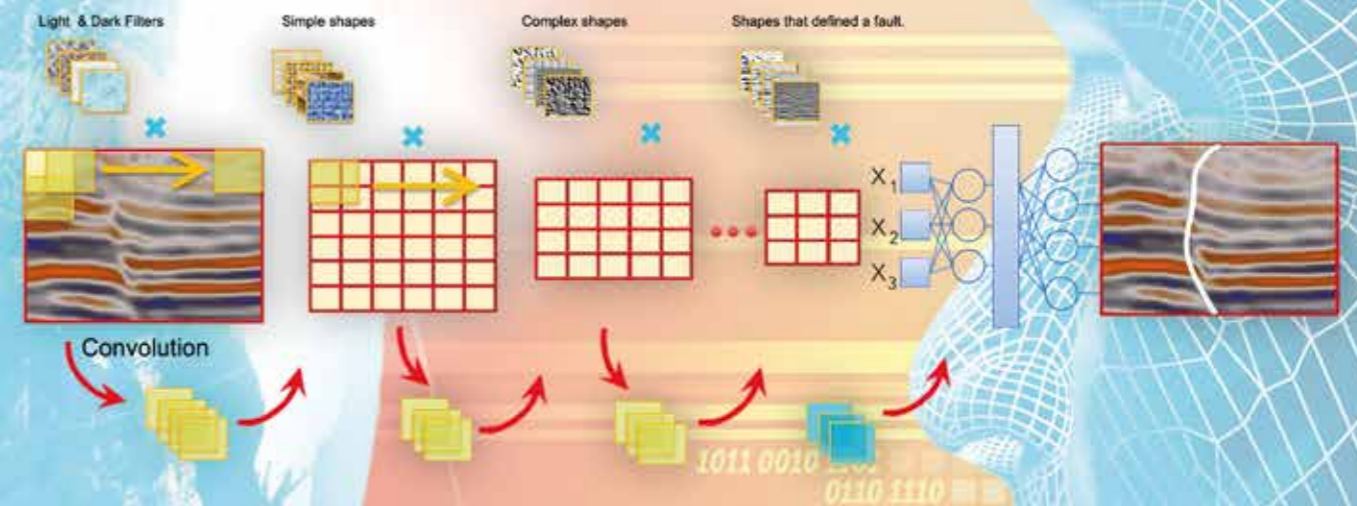 Light & Dark Filters
Simple shapes
Complex shapes
Shapes that defined a fault.
X1
X2
X3
Convolution
1011 0010
0110 1110